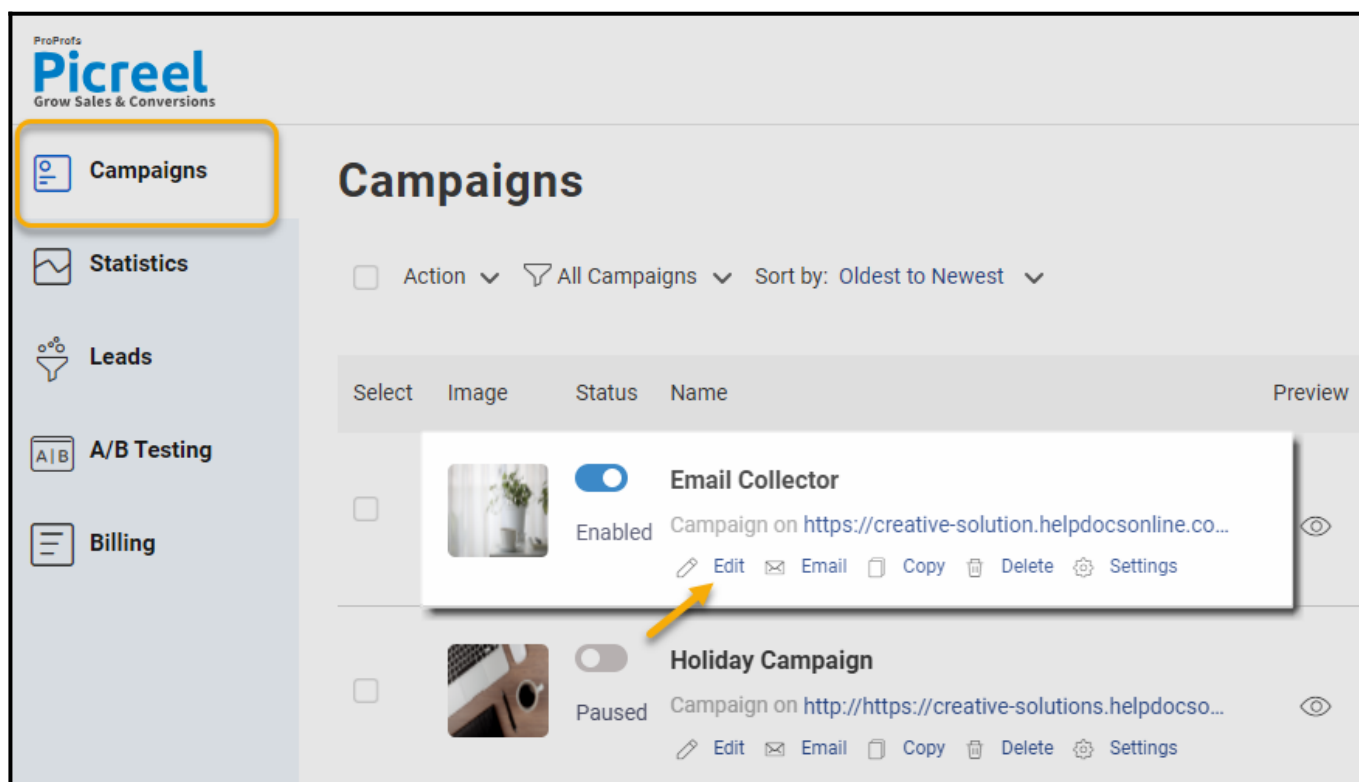 ProProfs
Picreel
Grow Sales & Conversions
Campaigns
Statistics
Leads
A|B
A/B Testing
Billing
Campaigns
Action All Campaigns Sort by: Oldest to Newest
Select Image Status Name Preview
Email Collector
Enabled Campaign on https://creative-solution.helpdocsonline.co...
Edit Email Copy Delete Settings
Holiday Campaign
Paused Campaign on http://https://creative-solutions.helpdocso...
Edit Email Copy Delete Settings